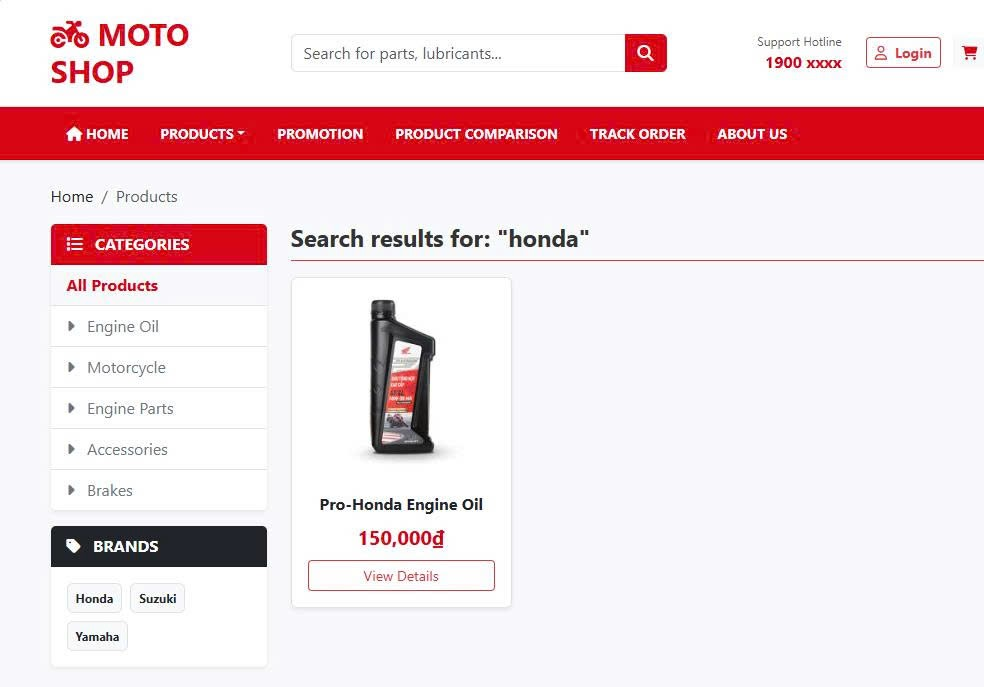 MOTO
SHOP
Search for parts, lubricants...
Support Hotline
1900 xxxx
Login
HOME
PRODUCTS
PROMOTION
PRODUCT COMPARISON
TRACK ORDER
ABOUT US
Home / Products
CATEGORIES
All Products
Engine Oil
Motorcycle
Engine Parts
Accessories
Brakes
BRANDS
Honda
Suzuki
Yamaha
Search results for: "honda"
Pro-Honda Engine Oil
150,000₫
View Details